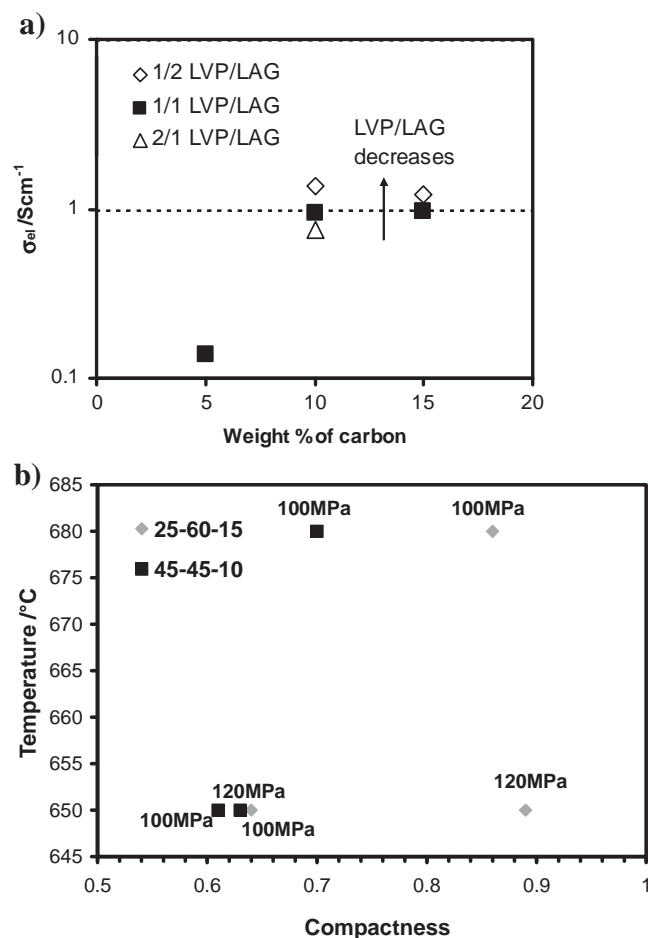 a)
10
1/2 LVP/LAG
1/1 LVP/LAG
2/1 LVP/LAG
LVP/LAG
decreases
σel /Scm-1
1
0.1
0 5 10 15 20
Weight % of carbon
b)
685
680
675
670
665
660
655
650
645
Temperature /°C
25-60-15
45-45-10
100MPa 100MPa
120MPa 120MPa
100MPa 100MPa
0.5 0.6 0.7 0.8 0.9 1
Compactness